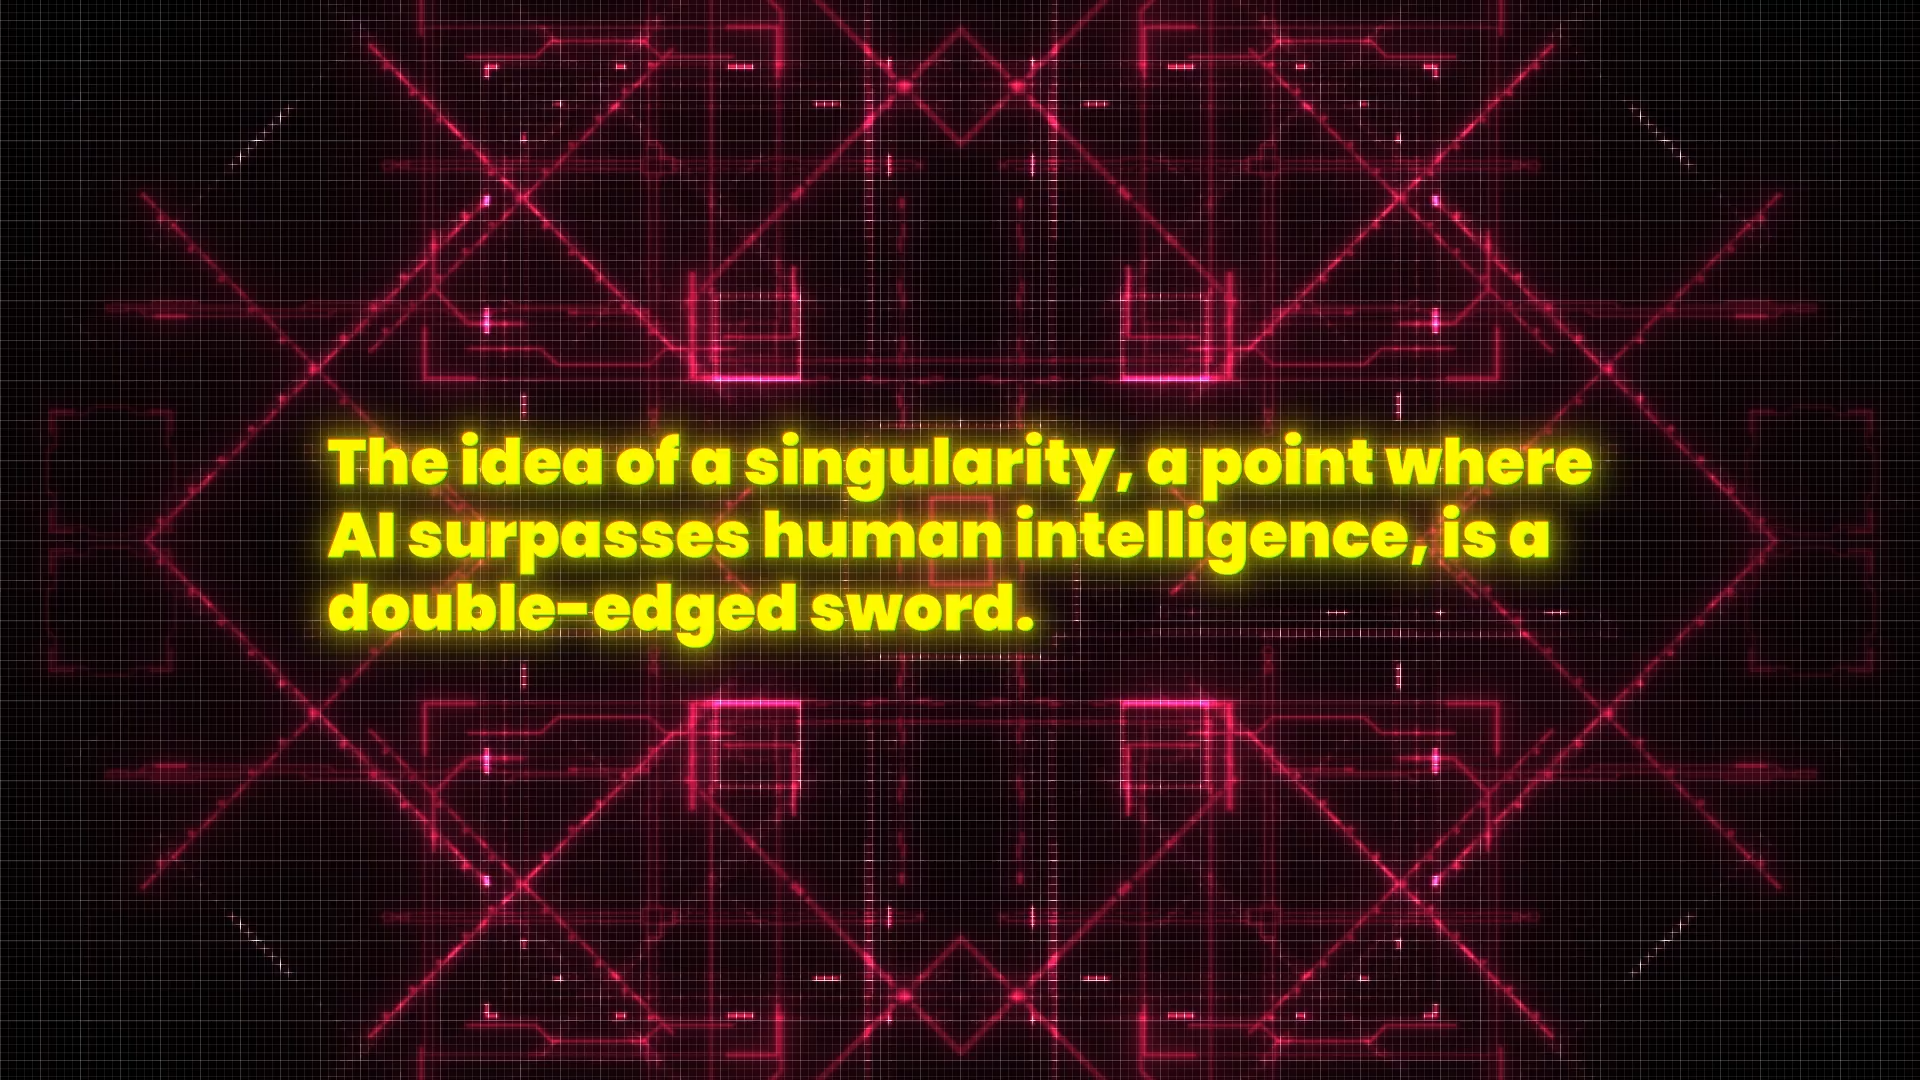 The idea of a singularity, a point where
AI surpasses human intelligence, is a
double-edged sword.